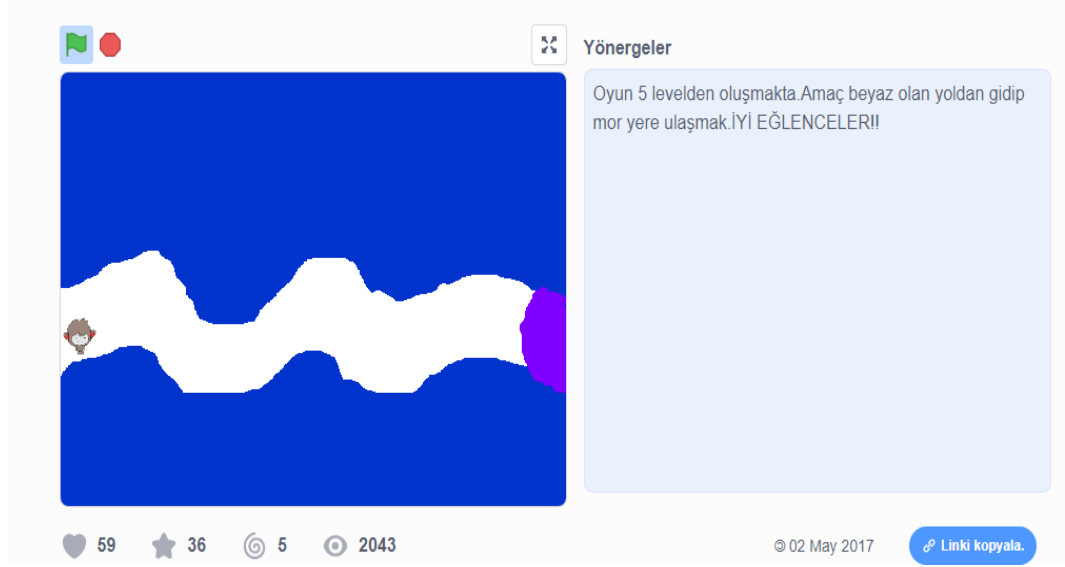 Yönergeler
Oyun 5 levelden oluşmakta.Amaç beyaz olan yoldan gidip
mor yere ulaşmak.İYİ EĞLENCELER!!
59 36 5 2043
© 02 May 2017
Linki kopyala.